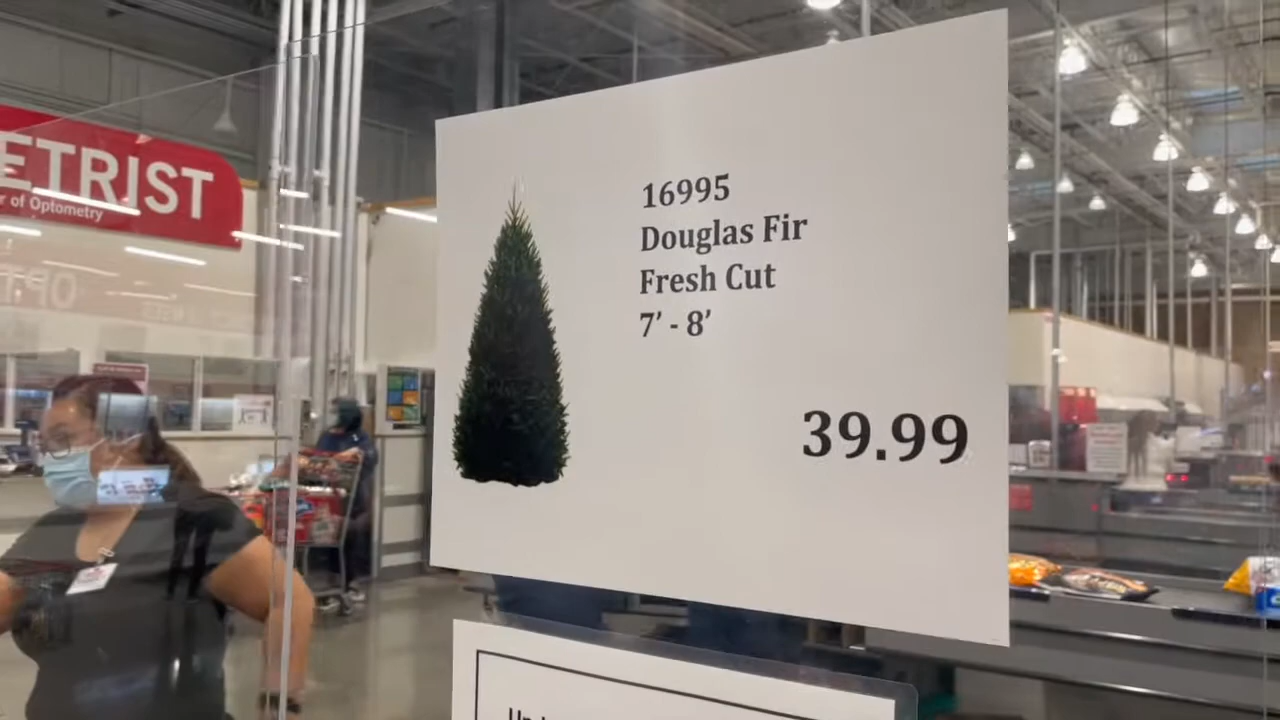 ETRIST
r of Optometry
16995
Douglas Fir
Fresh Cut
7' - 8'
39.99